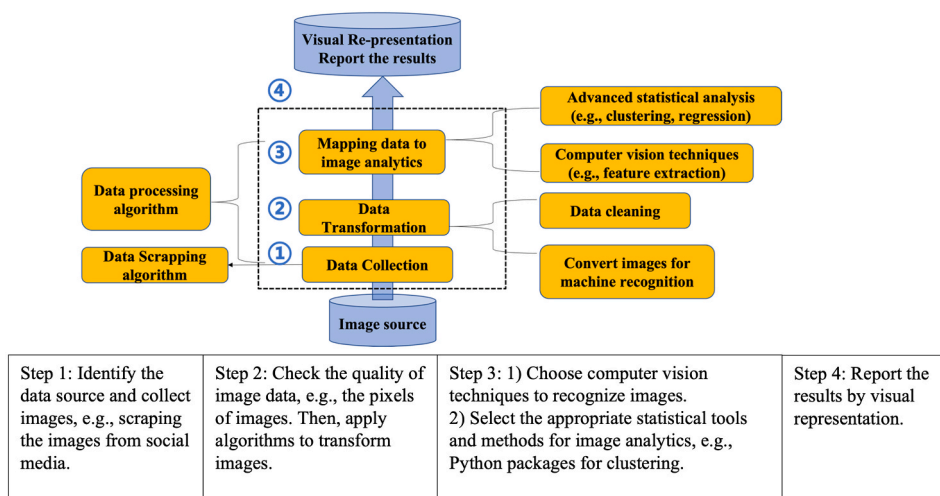 Visual Re-presentation
Report the results
④
Advanced statistical analysis
(e.g., clustering, regression)
③
Mapping data to
image analytics
Computer vision techniques
(e.g., feature extraction)
Data processing
algorithm
②
Data
Transformation
Data cleaning
①
Data Scrapping
algorithm
Data Collection
Convert images for
machine recognition
Image source
Step 1: Identify the
data source and collect
images, e.g., scraping
the images from social
media.
Step 2: Check the quality of
image data, e.g., the pixels
of images. Then, apply
algorithms to transform
images.
Step 3: 1) Choose computer vision
techniques to recognize images.
2) Select the appropriate statistical tools
and methods for image analytics, e.g.,
Python packages for clustering.
Step 4: Report the
results by visual
representation.